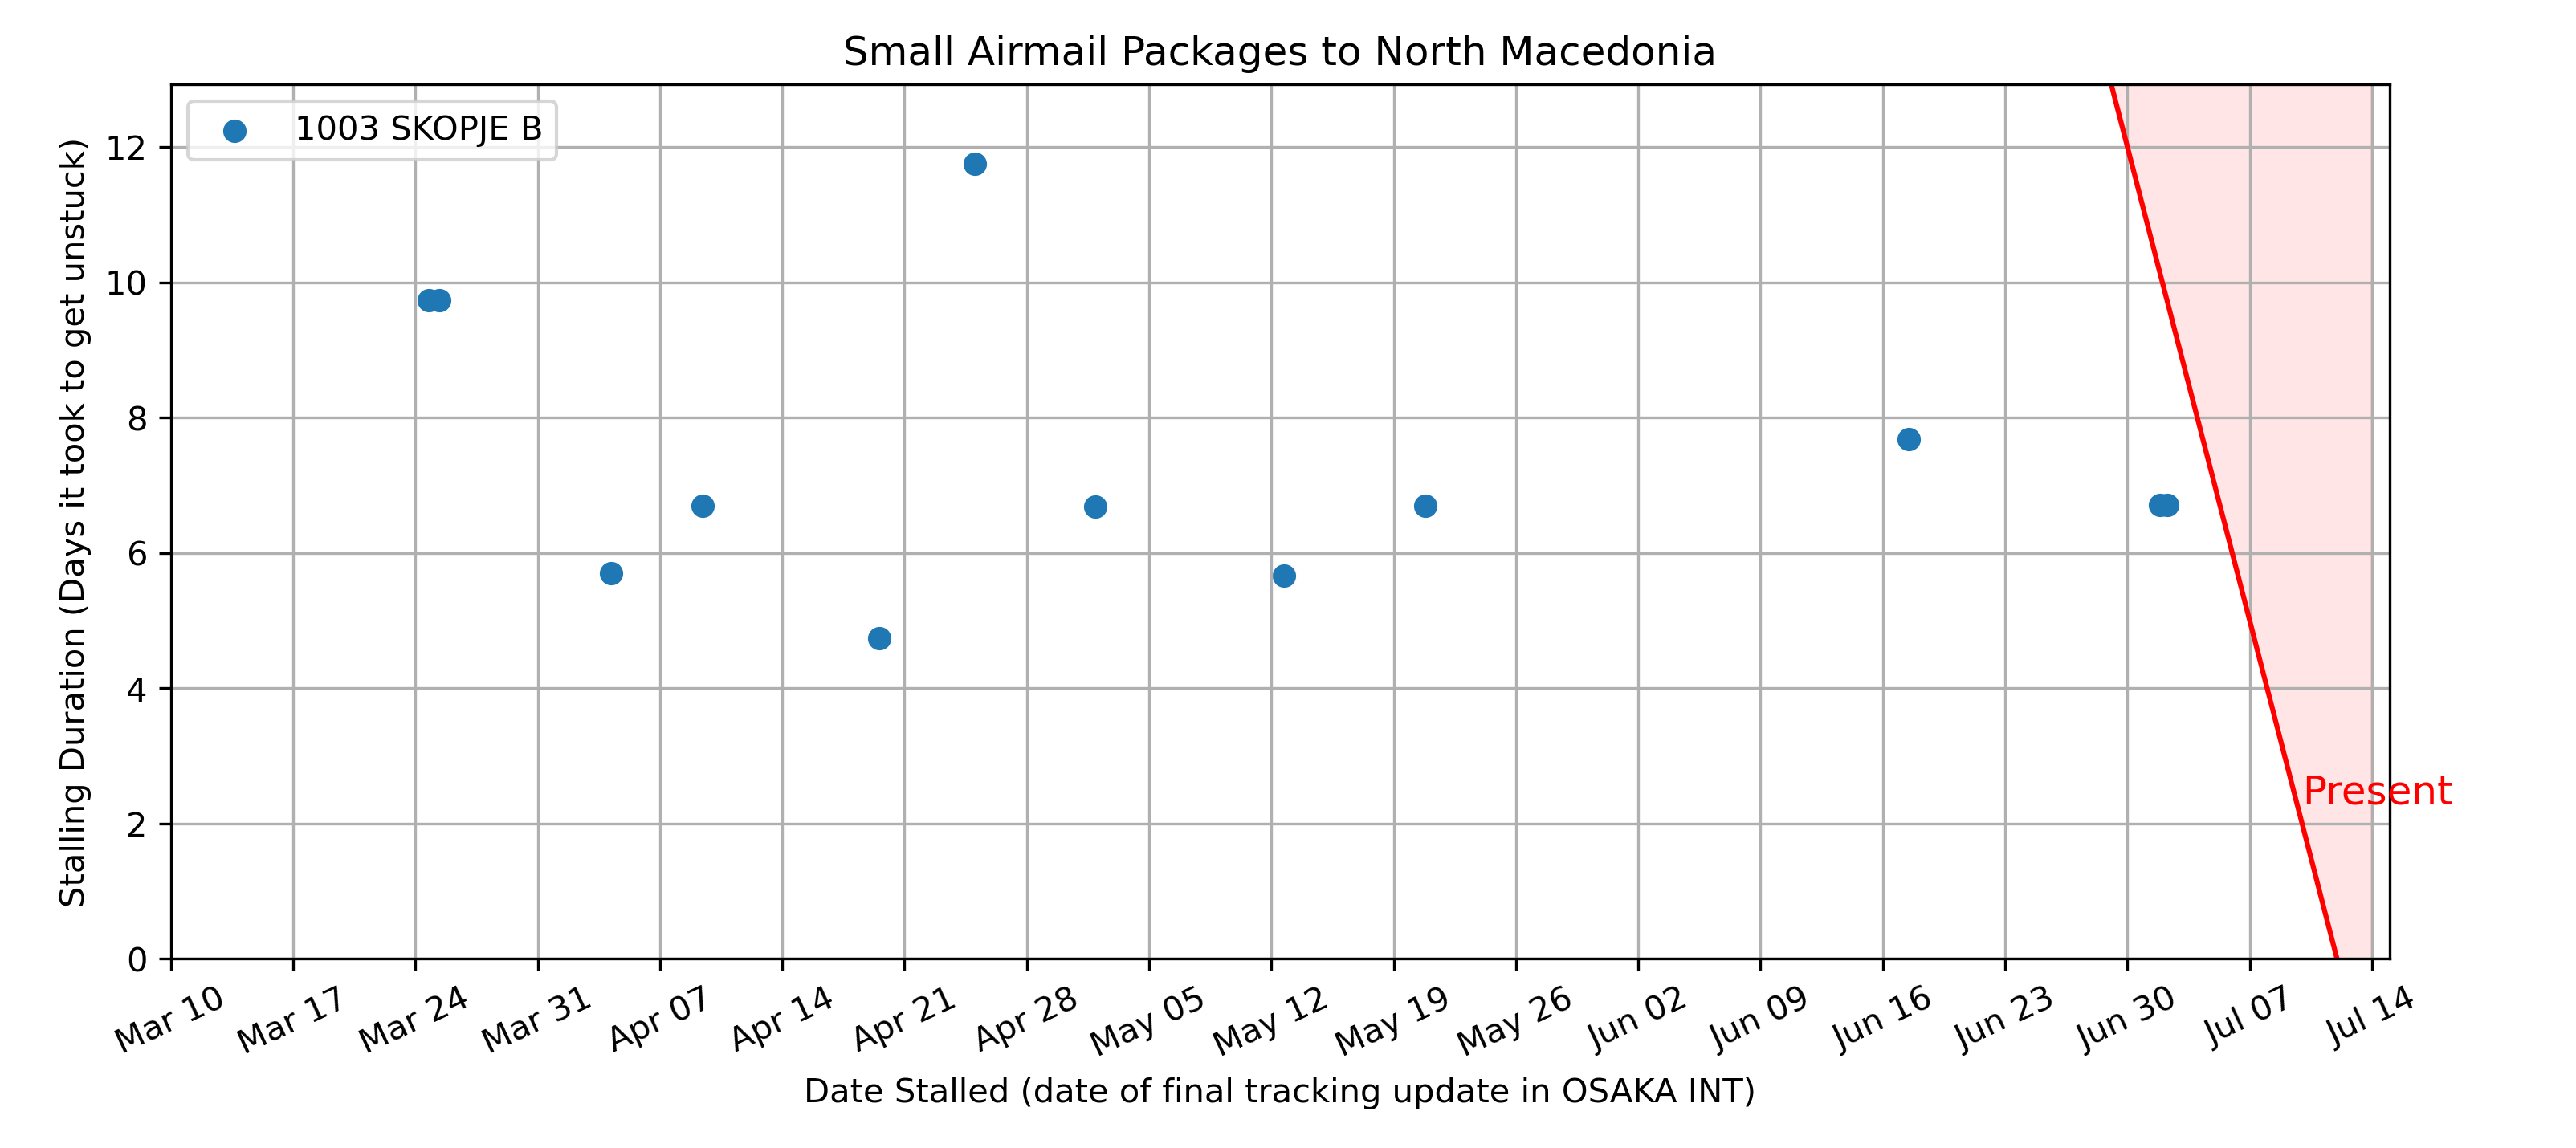 Small Airmail Packages to North Macedonia
1003 SKOPJE B
Stalling Duration (Days it took to get unstuck)
12
10
8
6
4
2
0
Present
Mar 10 Mar 17 Mar 24 Mar 31 Apr 07 Apr 14 Apr 21 Apr 28 May 05 May 12 May 19 May 26 Jun 02 Jun 09 Jun 16 Jun 23 Jun 30 Jul 07 Jul 14
Date Stalled (date of final tracking update in OSAKA INT)